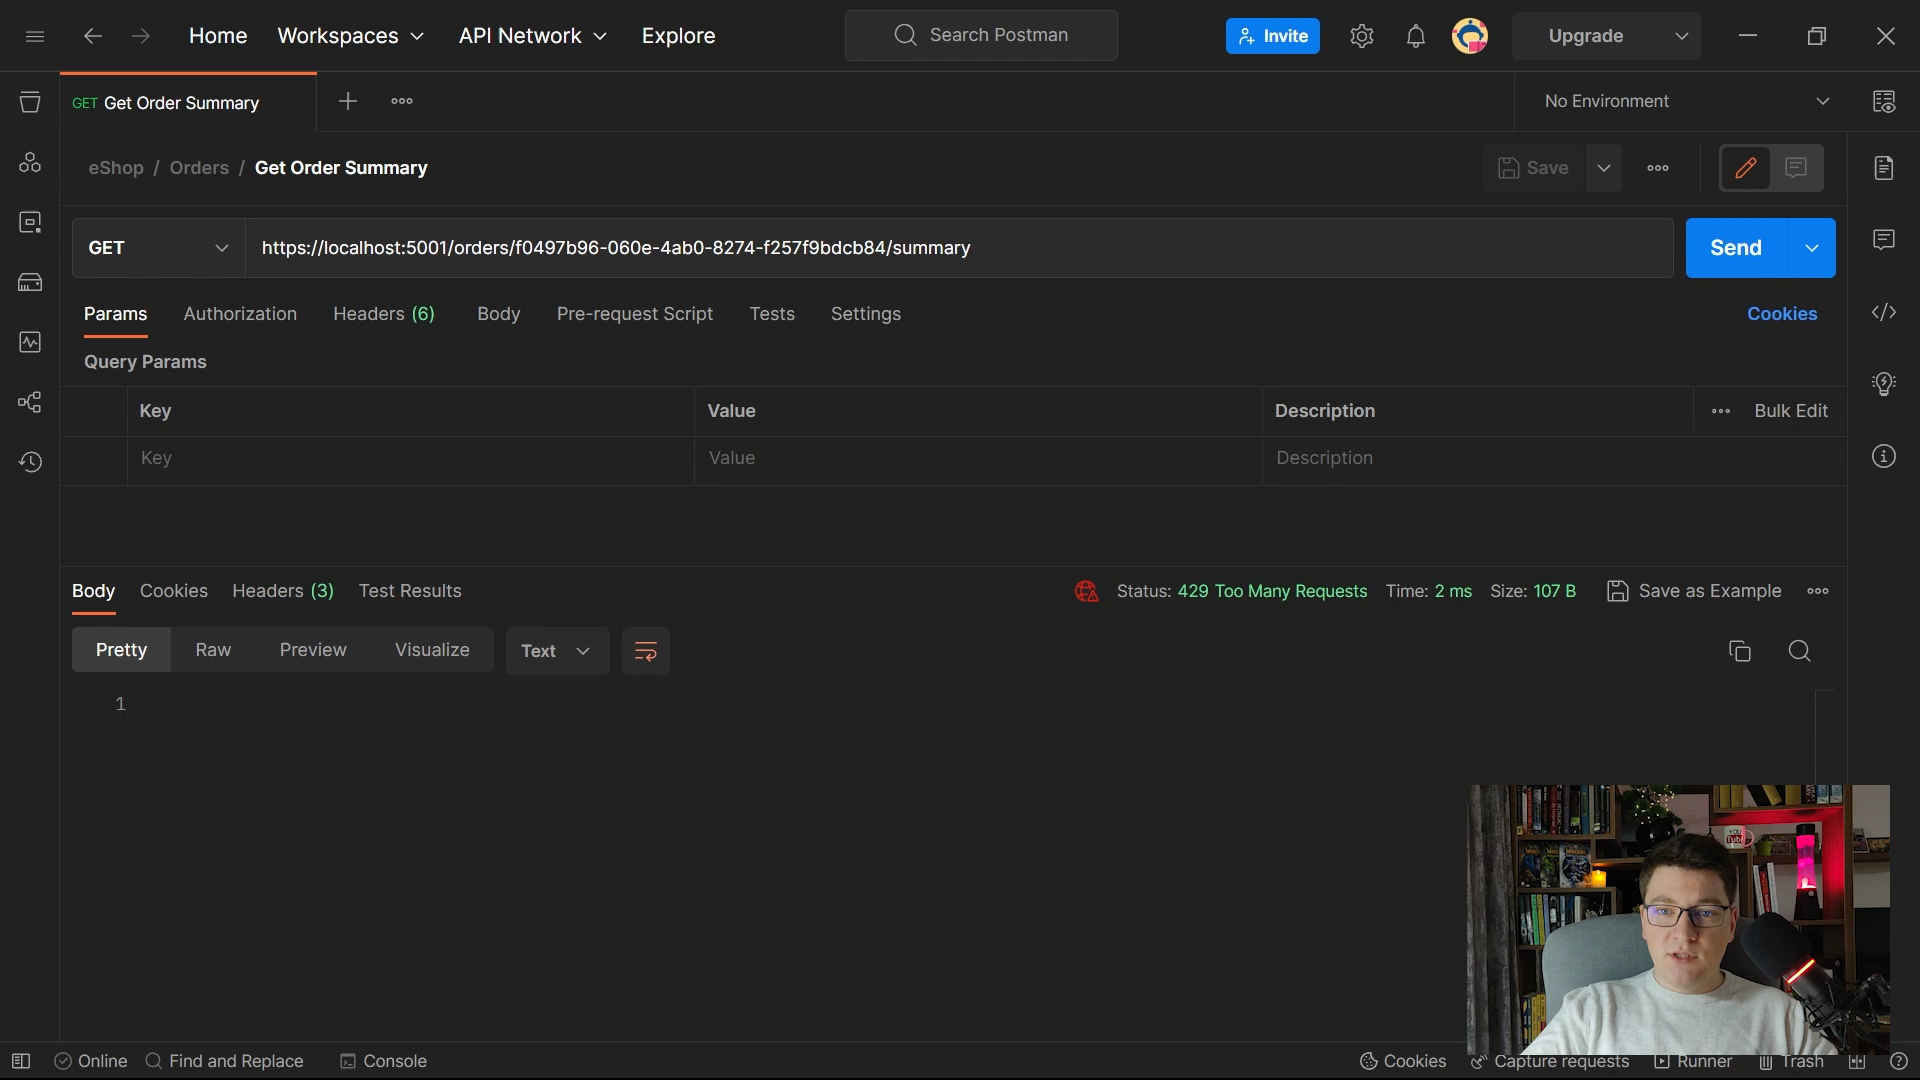 Home Workspaces API Network Explore Search Postman Invite Upgrade
GET Get Order Summary No Environment
eShop / Orders / Get Order Summary Save
GET https://localhost:5001/orders/f0497b96-060e-4ab0-8274-f257f9bdcb84/summary Send
Params Authorization Headers (6) Body Pre-request Script Tests Settings Cookies
Query Params
Key Value Description Bulk Edit
Key Value Description
Body Cookies Headers (3) Test Results Status: 429 Too Many Requests Time: 2 ms Size: 107 B Save as Example
Pretty Raw Preview Visualize Text
1
Online Find and Replace Console Cookies Capture requests Runner Trash